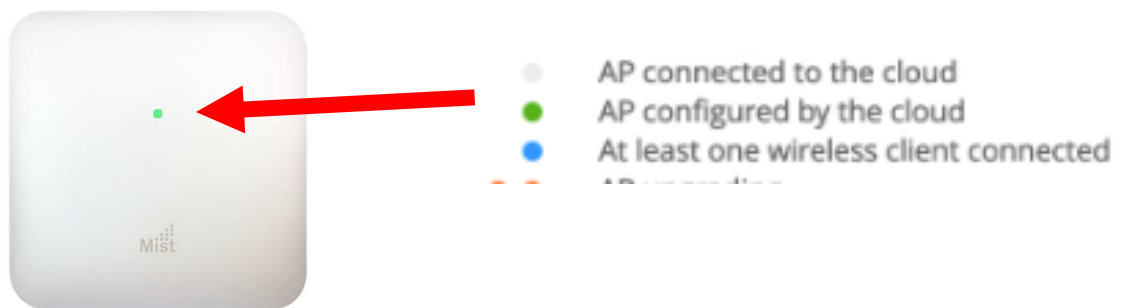 Mist
AP connected to the cloud
AP configured by the cloud
At least one wireless client connected